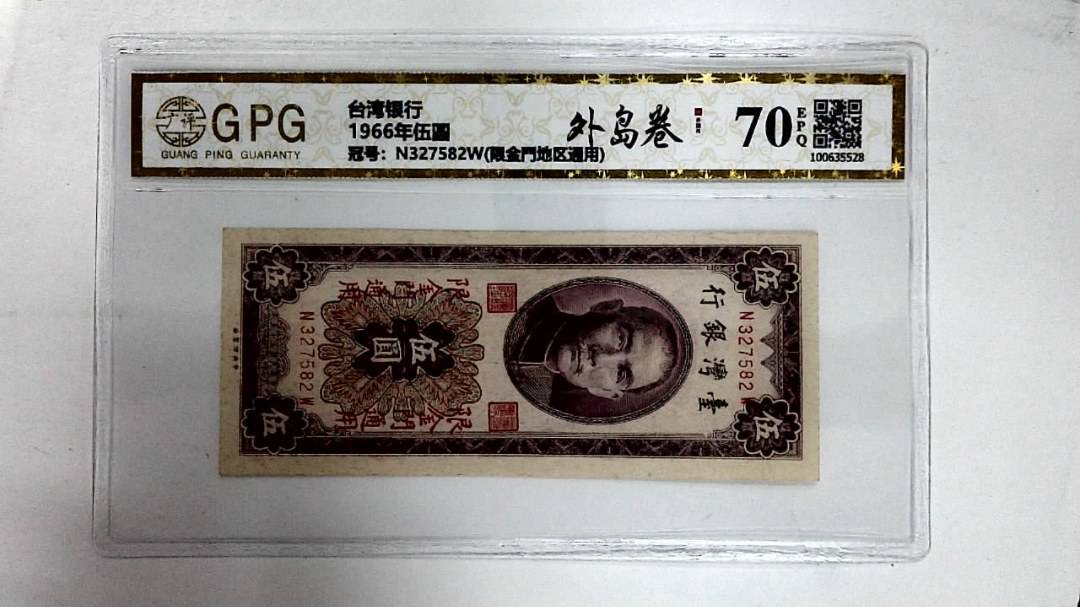 GPG
GUANG PING GUARANTY
台湾银行
1966年伍圓
冠号：N327582W(限金門地区通用)
外岛卷
70
EPQ
100635528
伍
伍
臺灣銀行
N327582W
限金門通用
伍圓
限金門通用
N327582W
伍
伍